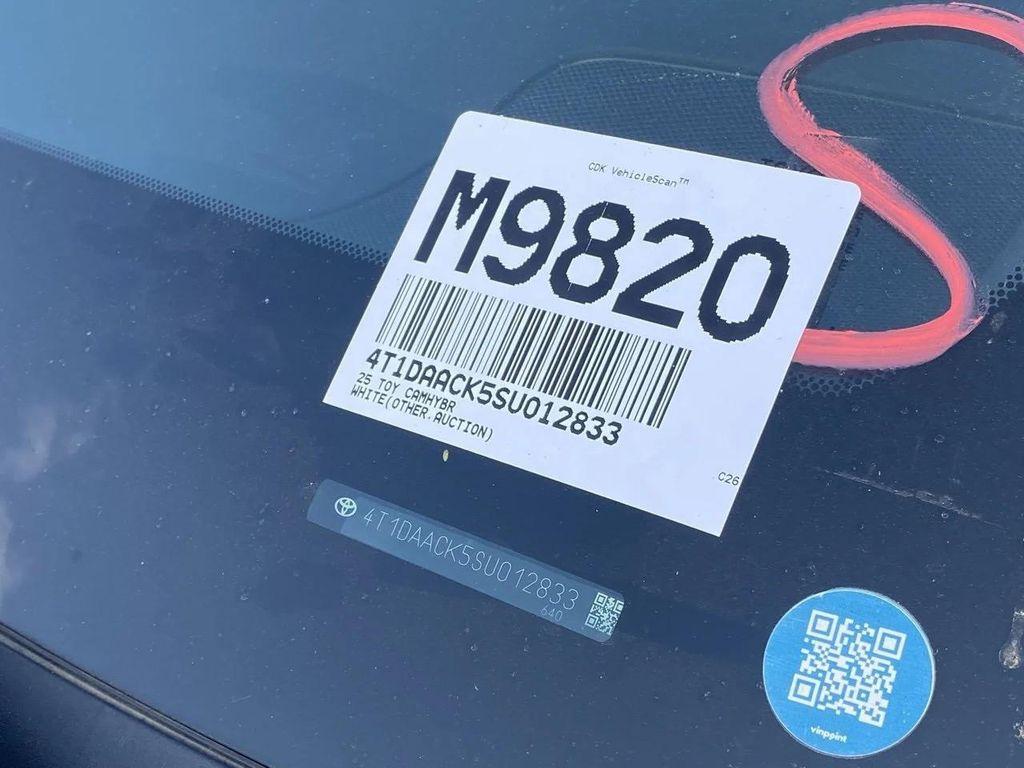 CDK VehicleScan™
M9820
4T1DAACK5SU012833
25 TOY CAMHYBR
WHITE(OTHER.AUCTION)
C26
4T1DAACK5SU012833
640
vinpoint